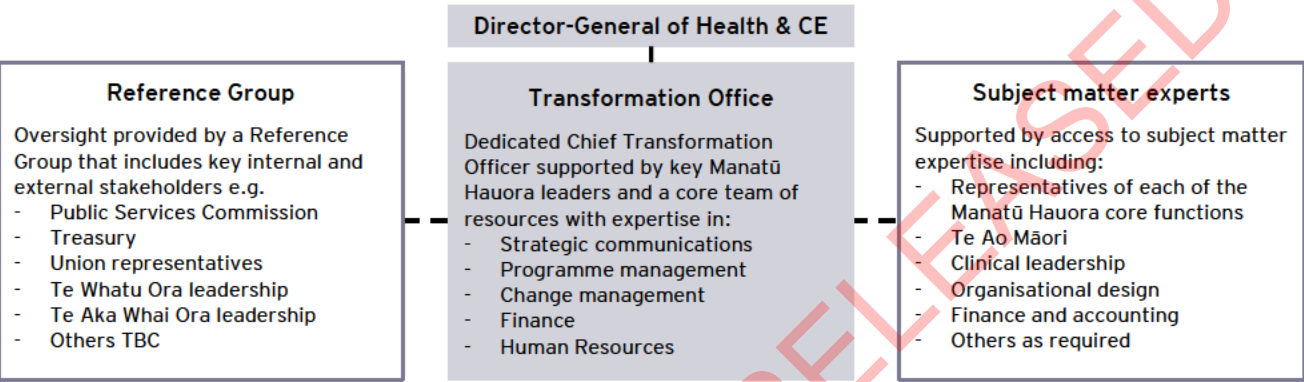 Director-General of Health & CE
Reference Group
Oversight provided by a Reference
Group that includes key internal and
external stakeholders e.g.
- Public Services Commission
- Treasury
- Union representatives
- Te Whatu Ora leadership
- Te Aka Whai Ora leadership
- Others TBC
Transformation Office
Dedicated Chief Transformation
Officer supported by key Manatū
Hauora leaders and a core team of
resources with expertise in:
- Strategic communications
- Programme management
- Change management
- Finance
- Human Resources
Subject matter experts
Supported by access to subject matter
expertise including:
- Representatives of each of the
Manatū Hauora core functions
- Te Ao Māori
- Clinical leadership
- Organisational design
- Finance and accounting
- Others as required
RELEASED